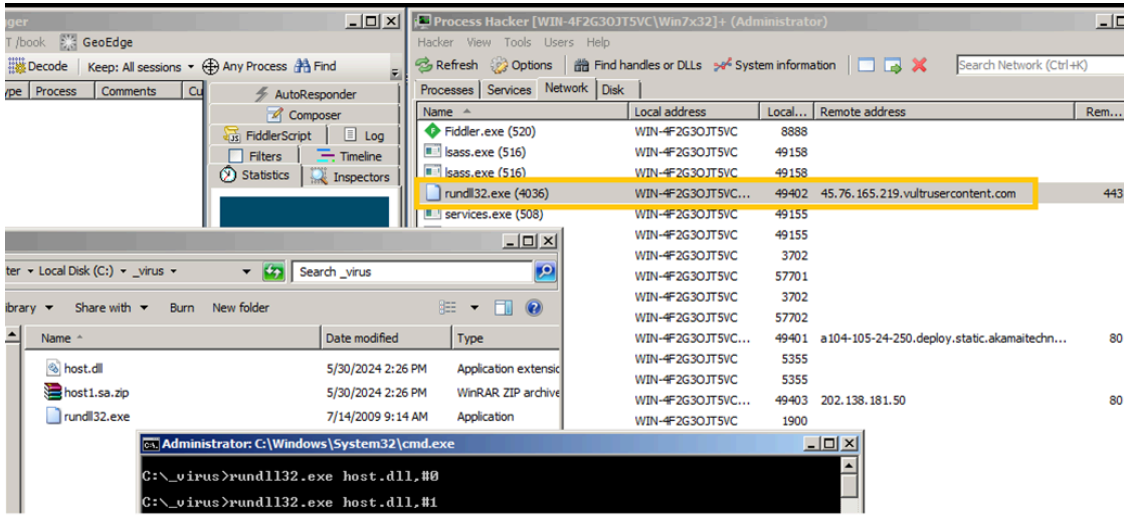 ger
T /book GeoEdge
Decode Keep: All sessions Any Process Find
ype Process Comments Cu
AutoResponder
Composer
FiddlerScript Log
Filters Timeline
Statistics Inspectors
Process Hacker [WIN-4F2G3OJT5VC\Win7x32]+ (Administrator)
Hacker View Tools Users Help
Refresh Options Find handles or DLLs System information Search Network (Ctrl+K)
Processes Services Network Disk
Name Local address Local... Remote address Rem...
Fiddler.exe (520) WIN-4F2G3OJT5VC 8888
lsass.exe (516) WIN-4F2G3OJT5VC 49158
lsass.exe (516) WIN-4F2G3OJT5VC 49158
rundll32.exe (4036) WIN-4F2G3OJT5VC... 49402 45.76.165.219.vultrusercontent.com 443
services.exe (508) WIN-4F2G3OJT5VC 49155
WIN-4F2G3OJT5VC 49155
WIN-4F2G3OJT5VC 3702
WIN-4F2G3OJT5VC 57701
WIN-4F2G3OJT5VC 3702
WIN-4F2G3OJT5VC 57702
WIN-4F2G3OJT5VC... 49401 a104-105-24-250.deploy.static.akamaitechn... 80
WIN-4F2G3OJT5VC 5355
WIN-4F2G3OJT5VC 5355
WIN-4F2G3OJT5VC... 49403 202.138.181.50 80
WIN-4F2G3OJT5VC 1900
ter Local Disk (C:) _virus Search _virus
ibrary Share with Burn New folder
Name Date modified Type
host.dll 5/30/2024 2:26 PM Application extensic
host1.sa.zip 5/30/2024 2:26 PM WinRAR ZIP archive
rundll32.exe 7/14/2009 9:14 AM Application
Administrator: C:\Windows\System32\cmd.exe
C:\_virus>rundll32.exe host.dll,#0
C:\_virus>rundll32.exe host.dll,#1